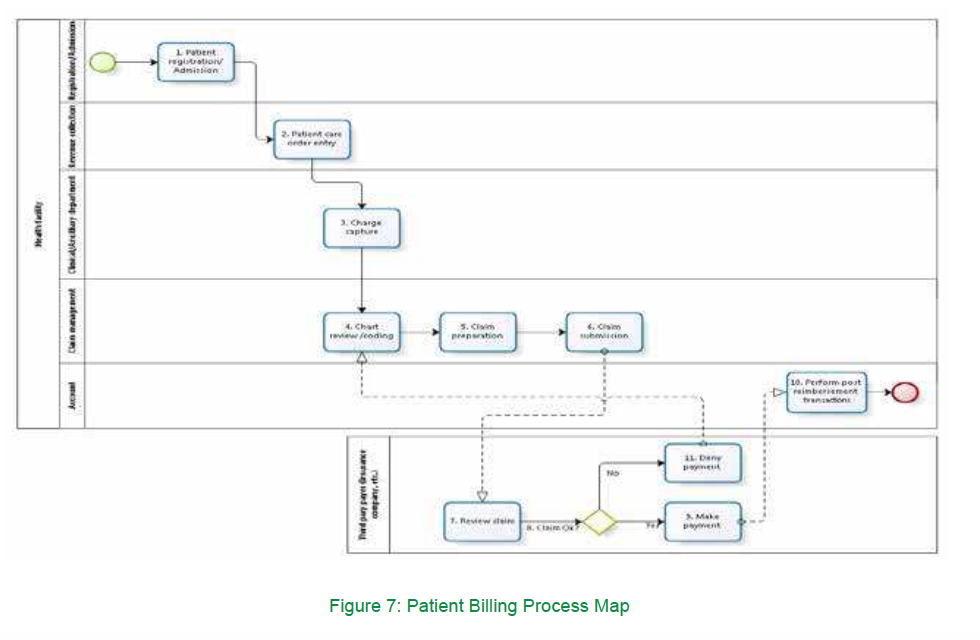 Health facility
Registration/Admission
1. Patient
registration/
Admission
Revenue collection
2. Patient care
order entry
Clinical/Ancillary department
3. Charge
capture
Claim management
4. Chart
review/coding
5. Claim
preparation
6. Claim
submission
Account
10. Perform post
reimbersement
transactions
Third party payer (Insurance
company, etc.)
11. Deny
payment
No
7. Review claim
8. Claim Ok?
Yes
9. Make
payment
Figure 7: Patient Billing Process Map